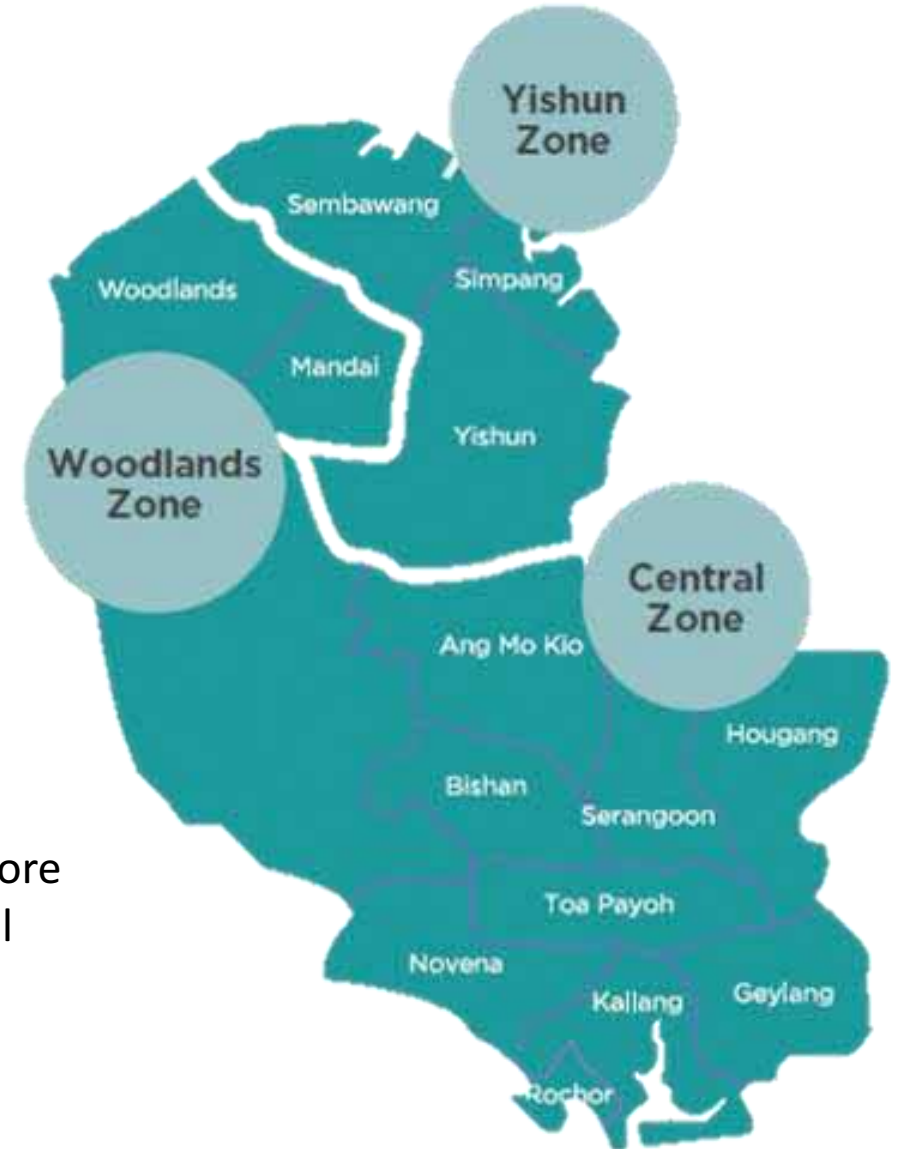 Yishun
Zone
Sembawang
Simpang
Woodlands
Mandai
Yishun
Woodlands
Zone
Central
Zone
Ang Mo Kio
Hougang
Bishan
Serangoon
ore
l
Toa Payoh
Novena
Kallang
Geylang
Rochor